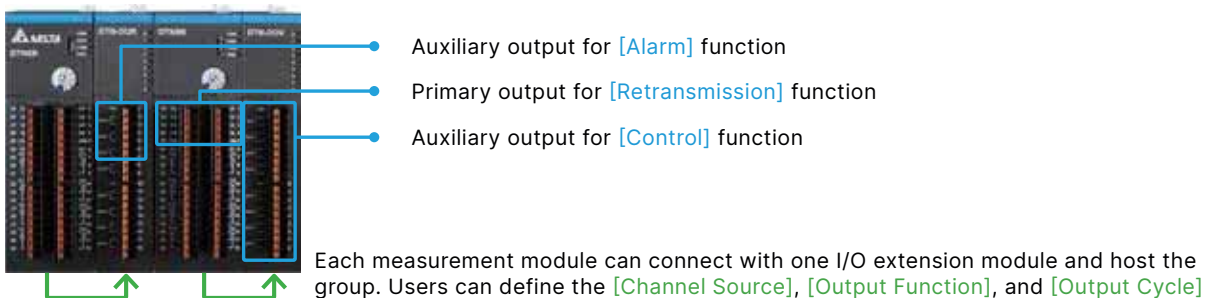 Auxiliary output for [Alarm] function
Primary output for [Retransmission] function
Auxiliary output for [Control] function
Each measurement module can connect with one I/O extension module and host the
group. Users can define the [Channel Source], [Output Function], and [Output Cycle]